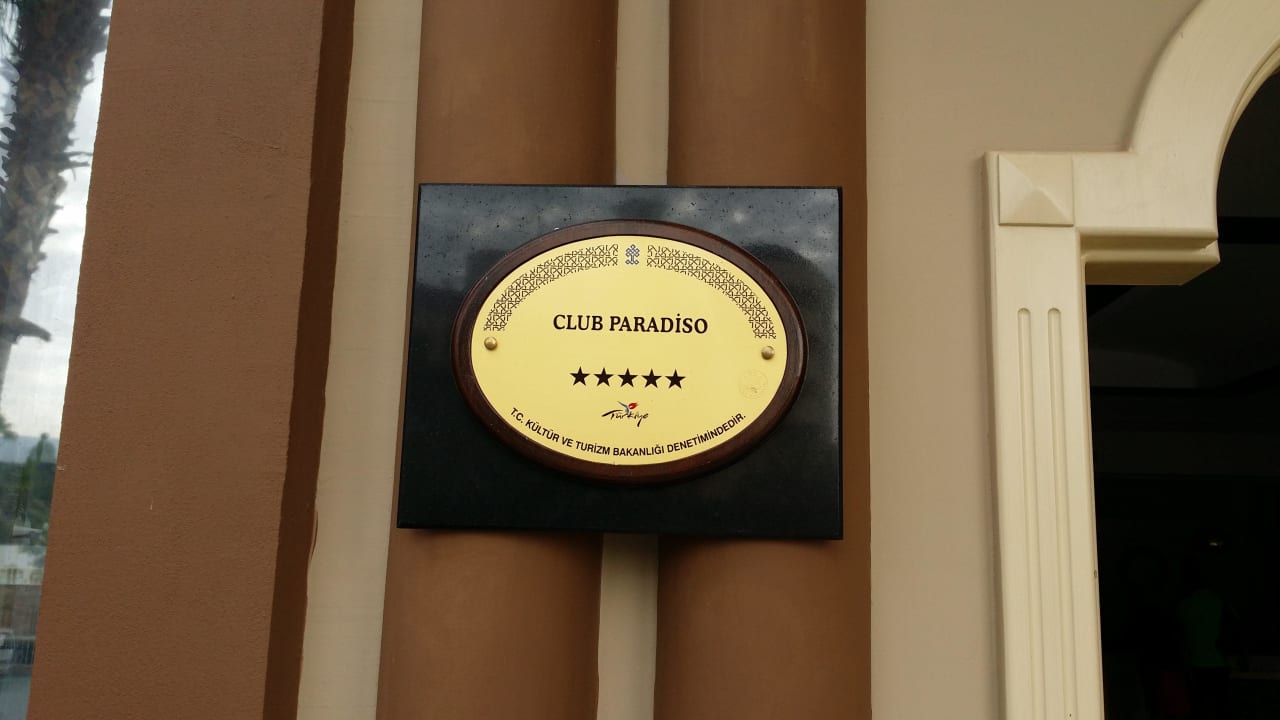 CLUB PARADİSO
★★★★★
Türkiye
T.C. KÜLTÜR VE TURİZM BAKANLIĞI DENETİMİNDEDİR.